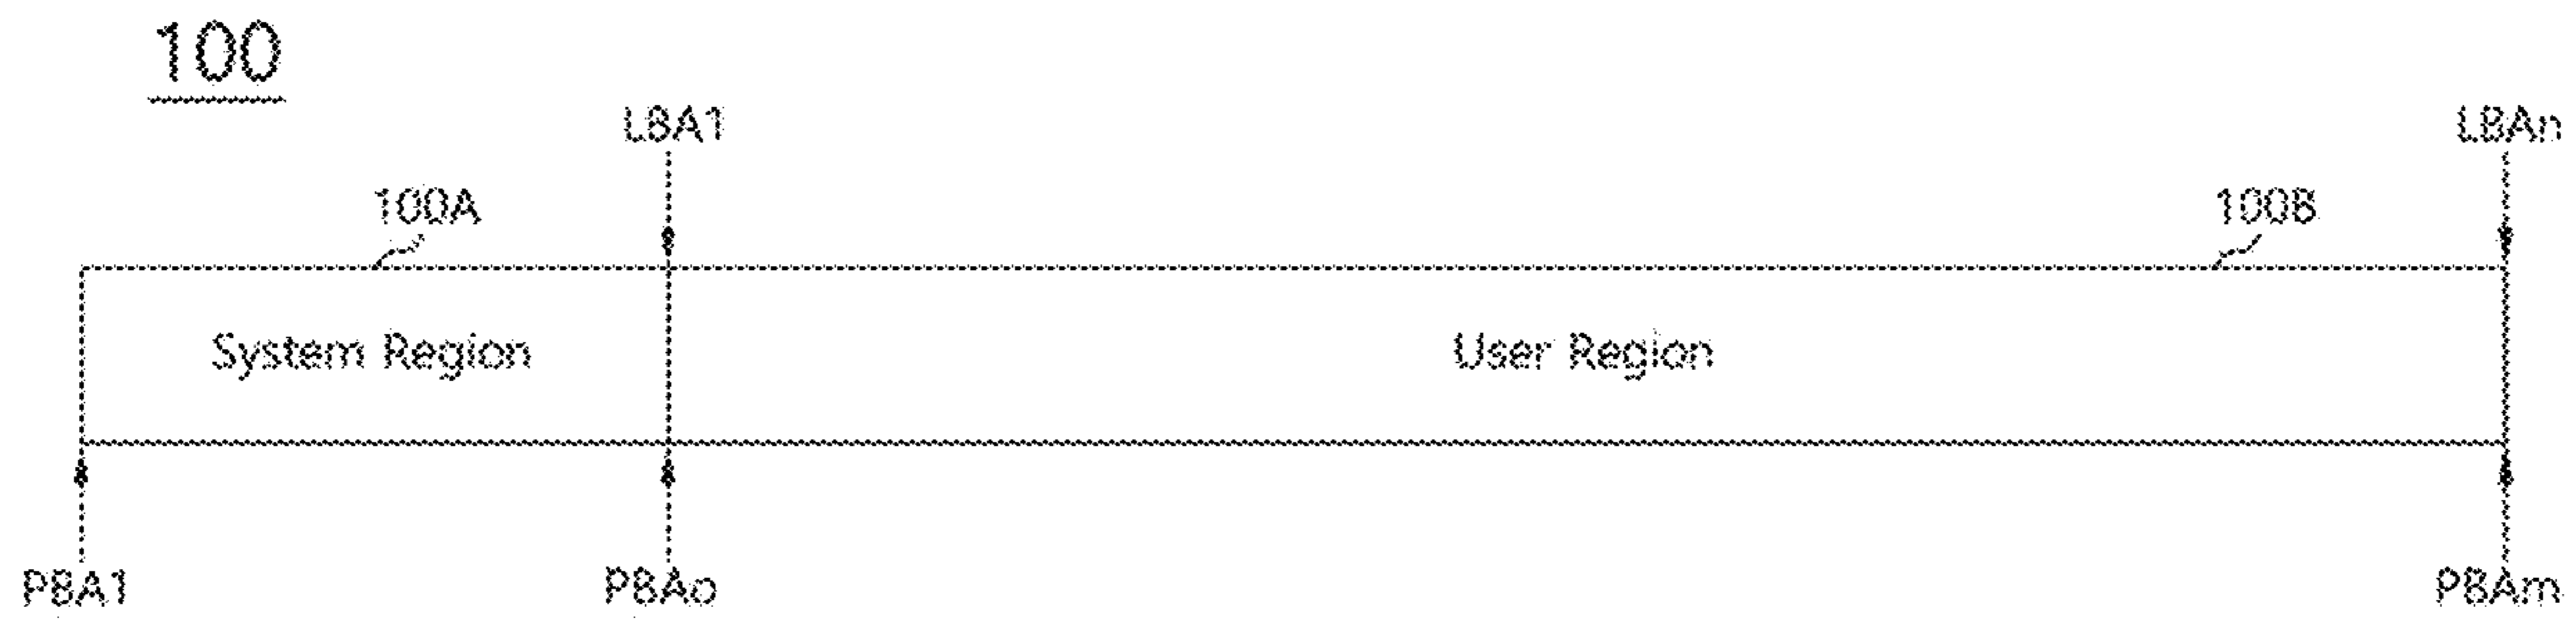 100
LBA1 LBAn
100A 100B
System Region User Region
PBA1 PBAo PBAm